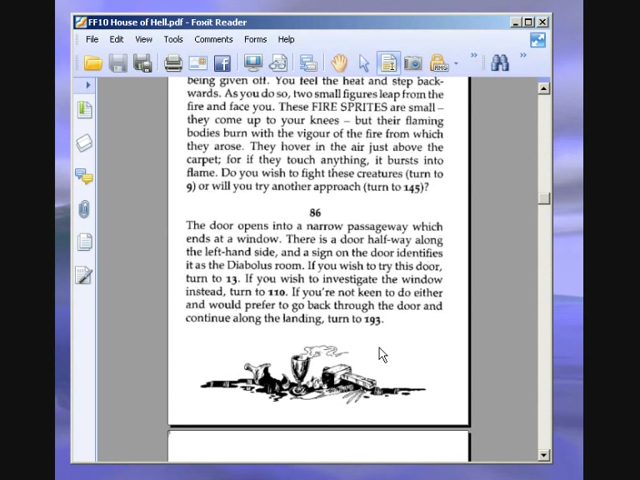 FF10 House of Hell.pdf - Foxit Reader
File Edit View Tools Comments Forms Help
being given off. You feel the heat and step back-
wards. As you do so, two small figures leap from the
fire and face you. These FIRE SPRITES are small –
they come up to your knees – but their flaming
bodies burn with the vigour of the fire from which
they arose. They hover in the air just above the
carpet; for if they touch anything, it bursts into
flame. Do you wish to fight these creatures (turn to
9) or will you try another approach (turn to 145)?
86
The door opens into a narrow passageway which
ends at a window. There is a door half-way along
the left-hand side, and a sign on the door identifies
it as the Diabolus room. If you wish to try this door,
turn to 13. If you wish to investigate the window
instead, turn to 110. If you're not keen to do either
and would prefer to go back through the door and
continue along the landing, turn to 193.